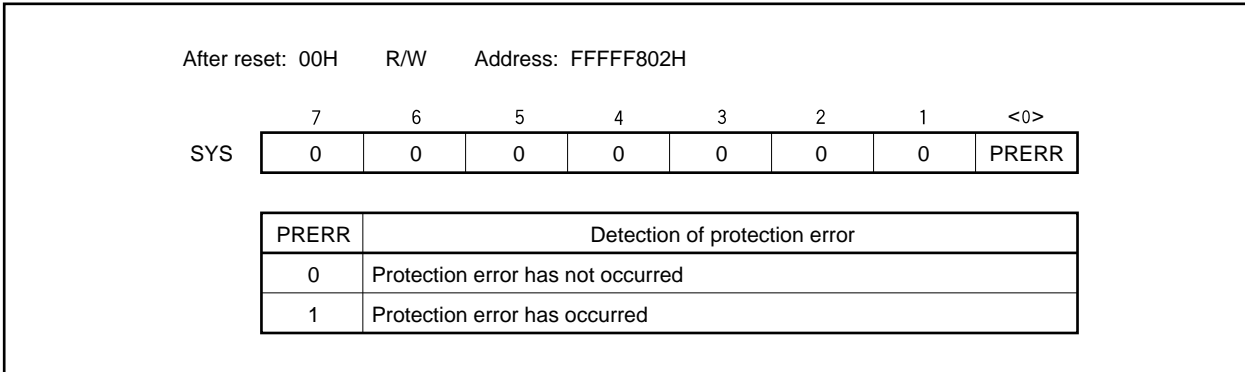 After reset: 00H R/W Address: FFFFF802H
7 6 5 4 3 2 1 <0>
SYS 0 0 0 0 0 0 0 PRERR
PRERR Detection of protection error
0 Protection error has not occurred
1 Protection error has occurred